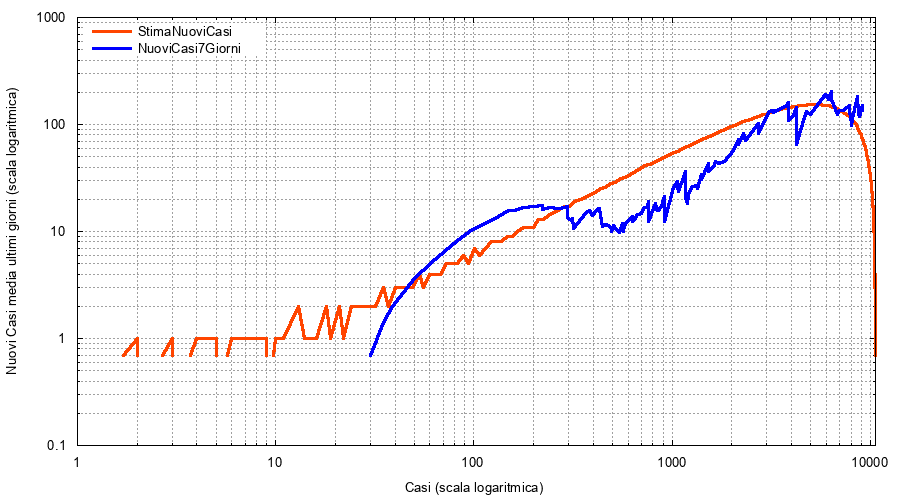 1000
StimaNuoviCasi
NuoviCasi7Giorni
100
10
1
0.1
Nuovi Casi media ultimi giorni (scala logaritmica)
1 10 100 1000 10000
Casi (scala logaritmica)